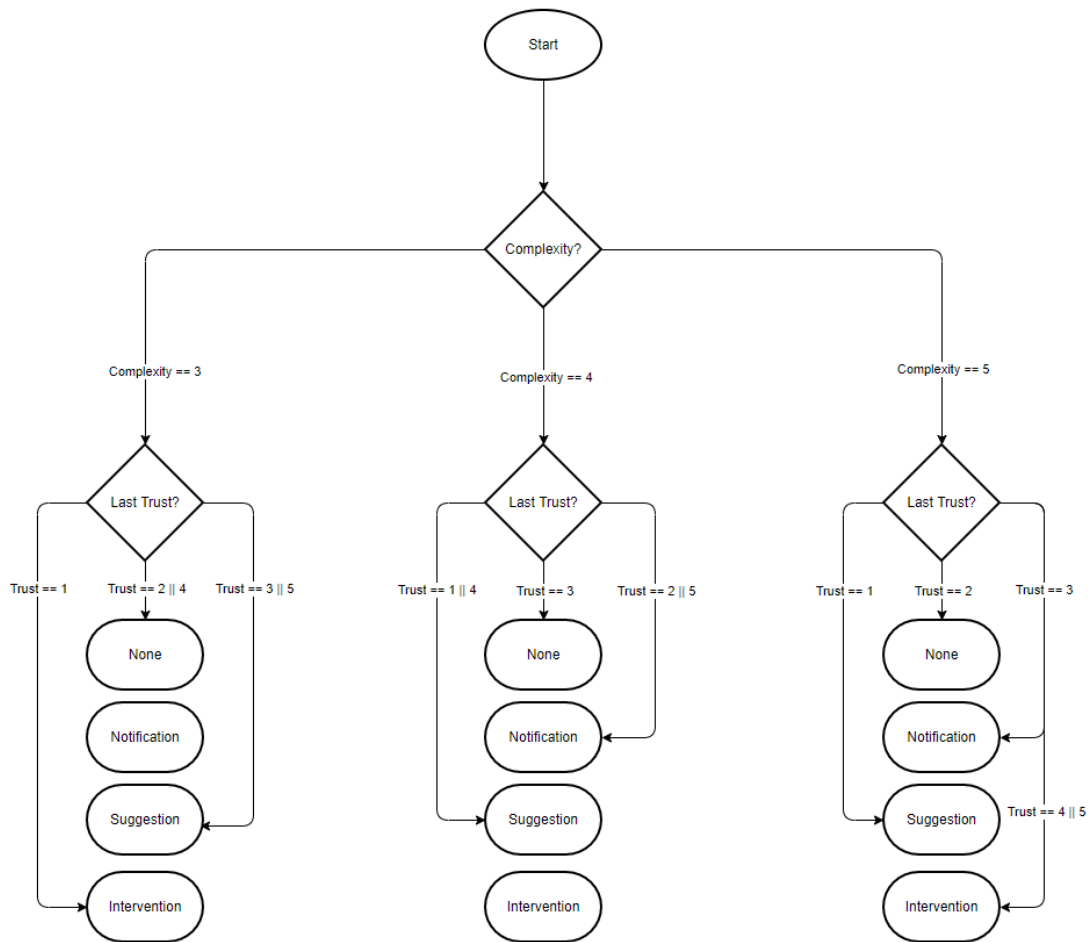 Start
Complexity?
Complexity == 3
Complexity == 4
Complexity == 5
Last Trust?
Last Trust?
Last Trust?
Trust == 1
Trust == 2 || 4
Trust == 3 || 5
Trust == 1 || 4
Trust == 3
Trust == 2 || 5
Trust == 1
Trust == 2
Trust == 3
None
None
None
Notification
Notification
Notification
Suggestion
Suggestion
Suggestion
Trust == 4 || 5
Intervention
Intervention
Intervention